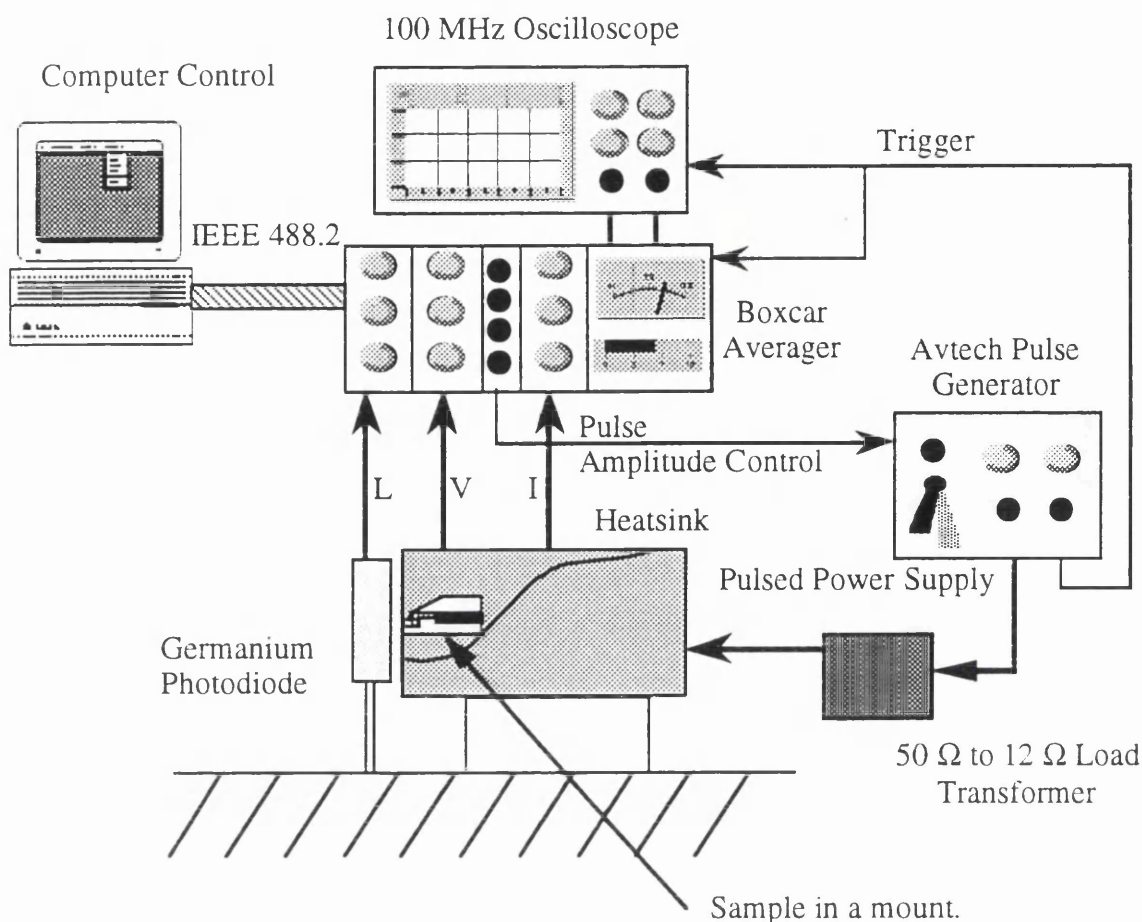 100 MHz Oscilloscope
Computer Control
Trigger
IEEE 488.2
Boxcar
Averager
Avtech Pulse
Generator
Pulse
Amplitude Control
L
V
I
Heatsink
Pulsed Power Supply
Germanium
Photodiode
50 Ω to 12 Ω Load
Transformer
Sample in a mount.